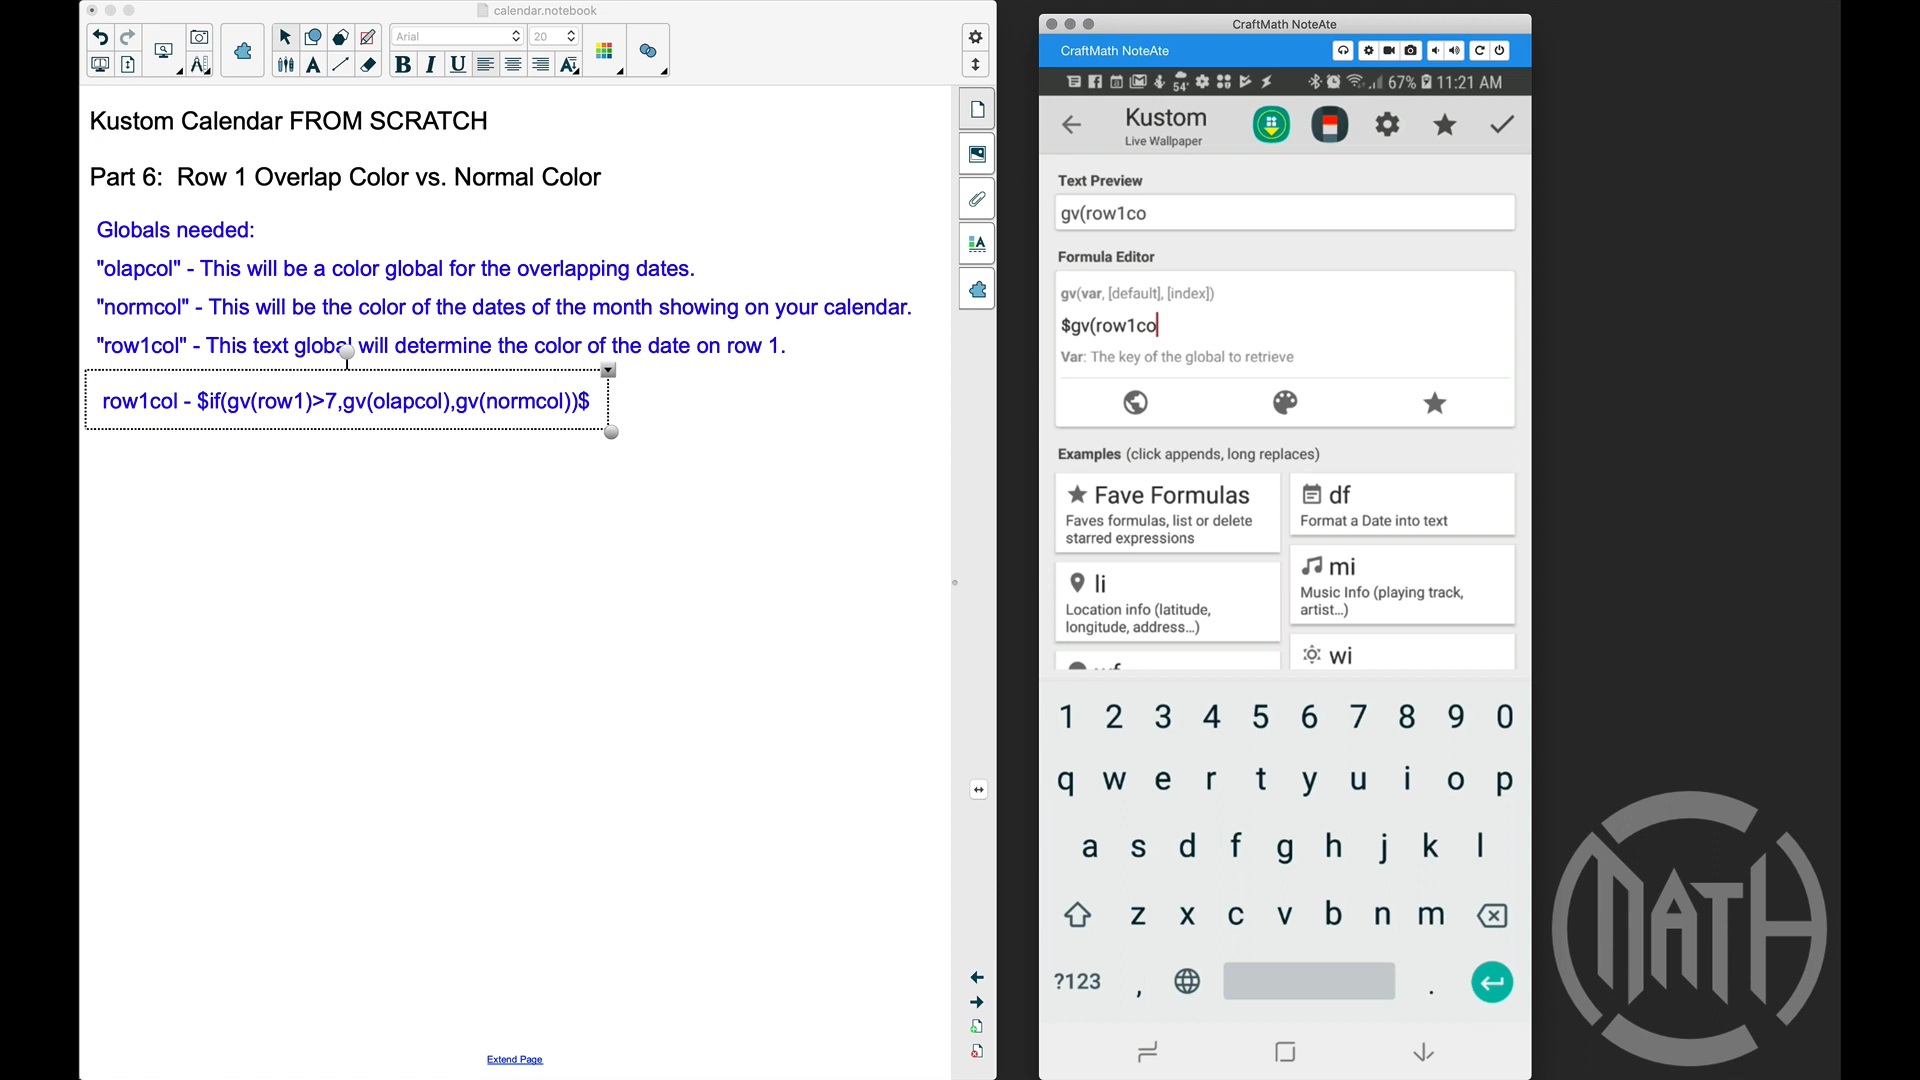 calendar.notebook
Arial
20
B I U
Kustom Calendar FROM SCRATCH
Part 6: Row 1 Overlap Color vs. Normal Color
Globals needed:
"olapcol" - This will be a color global for the overlapping dates.
"normcol" - This will be the color of the dates of the month showing on your calendar.
"row1col" - This text global will determine the color of the date on row 1.
row1col - $if(gv(row1)>7,gv(olapcol),gv(normcol))$
Extend Page
CraftMath NoteAte
CraftMath NoteAte
54° 67% 11:21 AM
Kustom
Live Wallpaper
Text Preview
gv(row1co
Formula Editor
gv(var, [default], [index])
$gv(row1co
Var: The key of the global to retrieve
Examples (click appends, long replaces)
Fave Formulas
Faves formulas, list or delete
starred expressions
df
Format a Date into text
li
Location info (latitude,
longitude, address...)
mi
Music Info (playing track,
artist...)
wi
1 2 3 4 5 6 7 8 9 0
q w e r t y u i o p
a s d f g h j k l
z x c v b n m
?123 , .
MATH